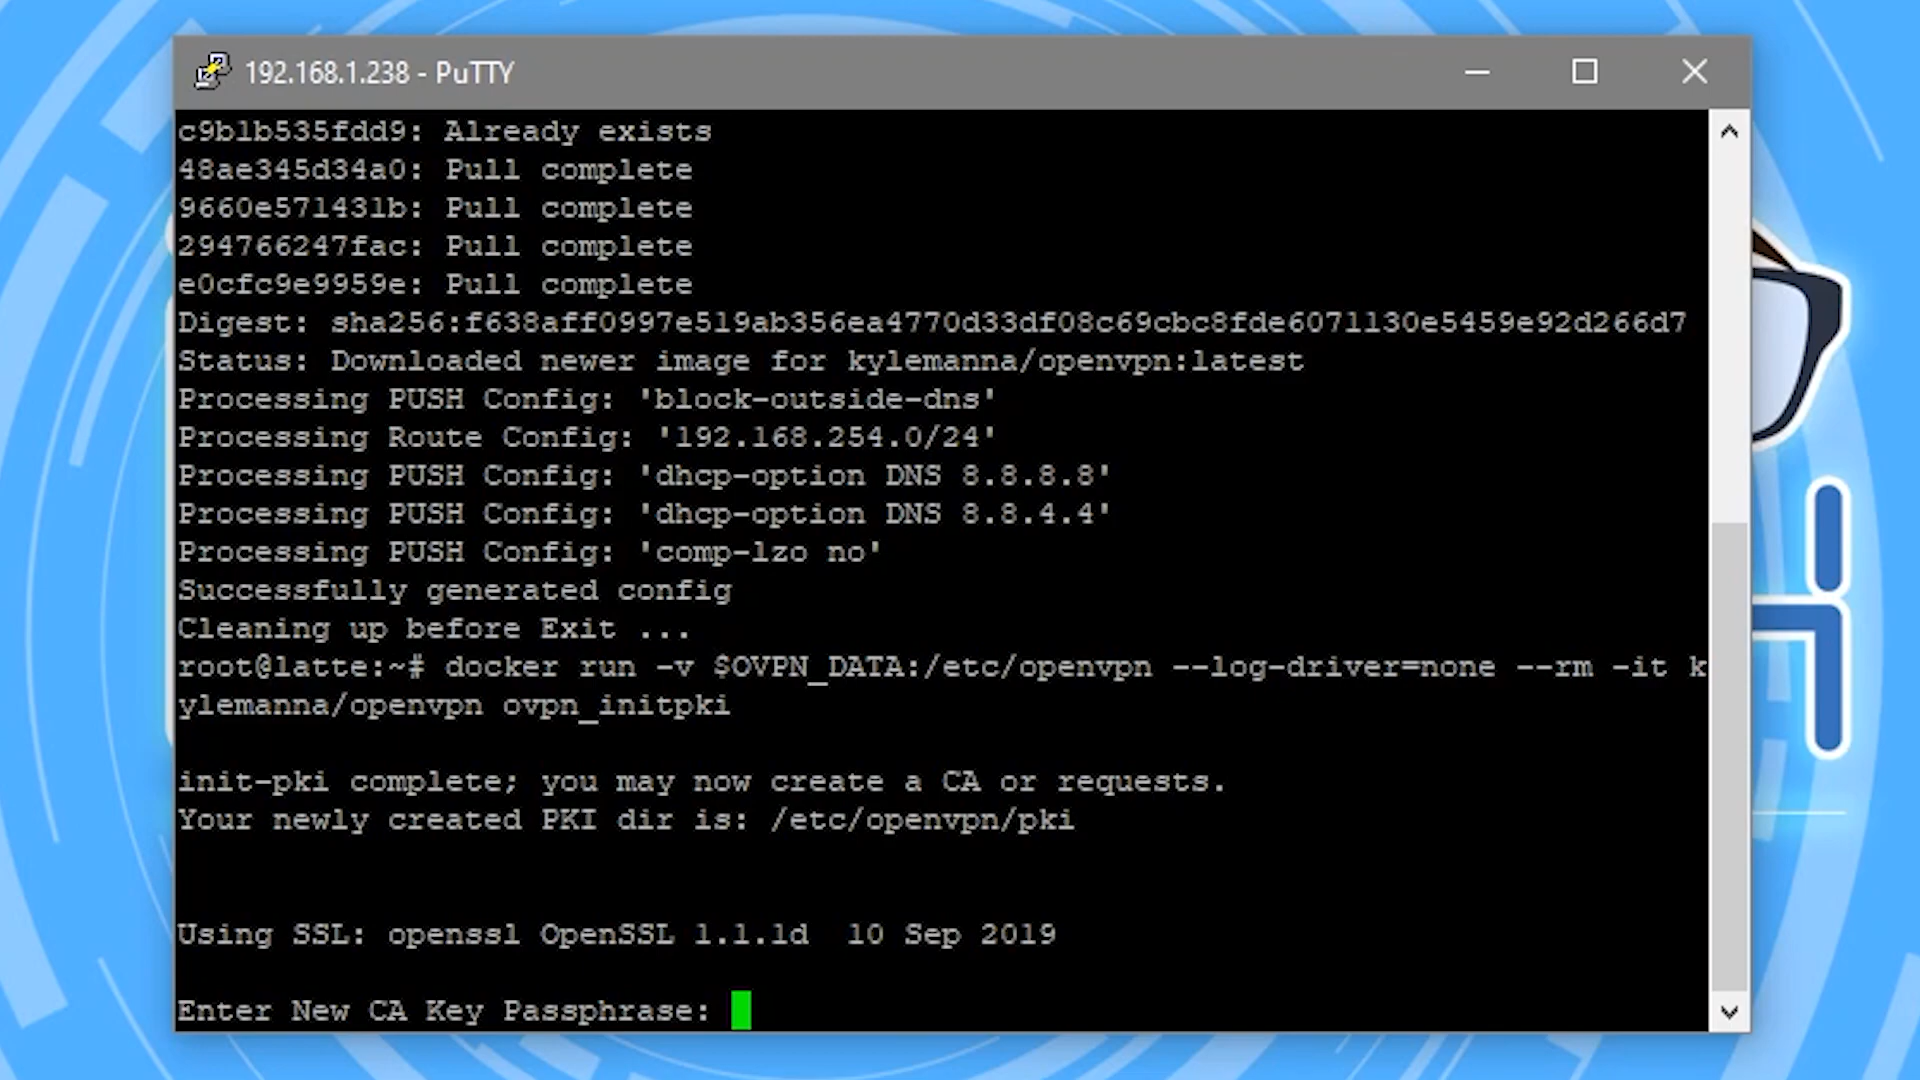 192.168.1.238 - PuTTY
c9b1b535fdd9: Already exists
48ae345d34a0: Pull complete
9660e571431b: Pull complete
294766247fac: Pull complete
e0cfc9e9959e: Pull complete
Digest: sha256:f638aff0997e519ab356ea4770d33df08c69cbc8fde6071130e5459e92d266d7
Status: Downloaded newer image for kylemanna/openvpn:latest
Processing PUSH Config: 'block-outside-dns'
Processing Route Config: '192.168.254.0/24'
Processing PUSH Config: 'dhcp-option DNS 8.8.8.8'
Processing PUSH Config: 'dhcp-option DNS 8.8.4.4'
Processing PUSH Config: 'comp-lzo no'
Successfully generated config
Cleaning up before Exit ...
root@latte:~# docker run -v $OVPN_DATA:/etc/openvpn --log-driver=none --rm -it k
ylemanna/openvpn ovpn_initpki
init-pki complete; you may now create a CA or requests.
Your newly created PKI dir is: /etc/openvpn/pki
Using SSL: openssl OpenSSL 1.1.1d  10 Sep 2019
Enter New CA Key Passphrase: